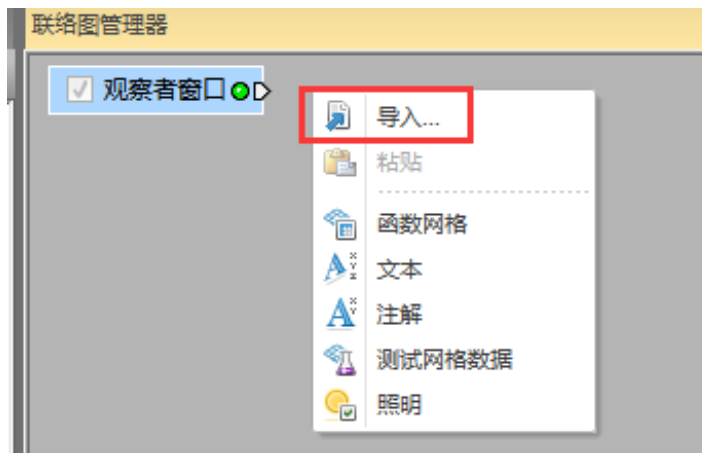 联络图管理器
观察者窗口
导入...
粘贴
函数网格
文本
注解
测试网格数据
照明